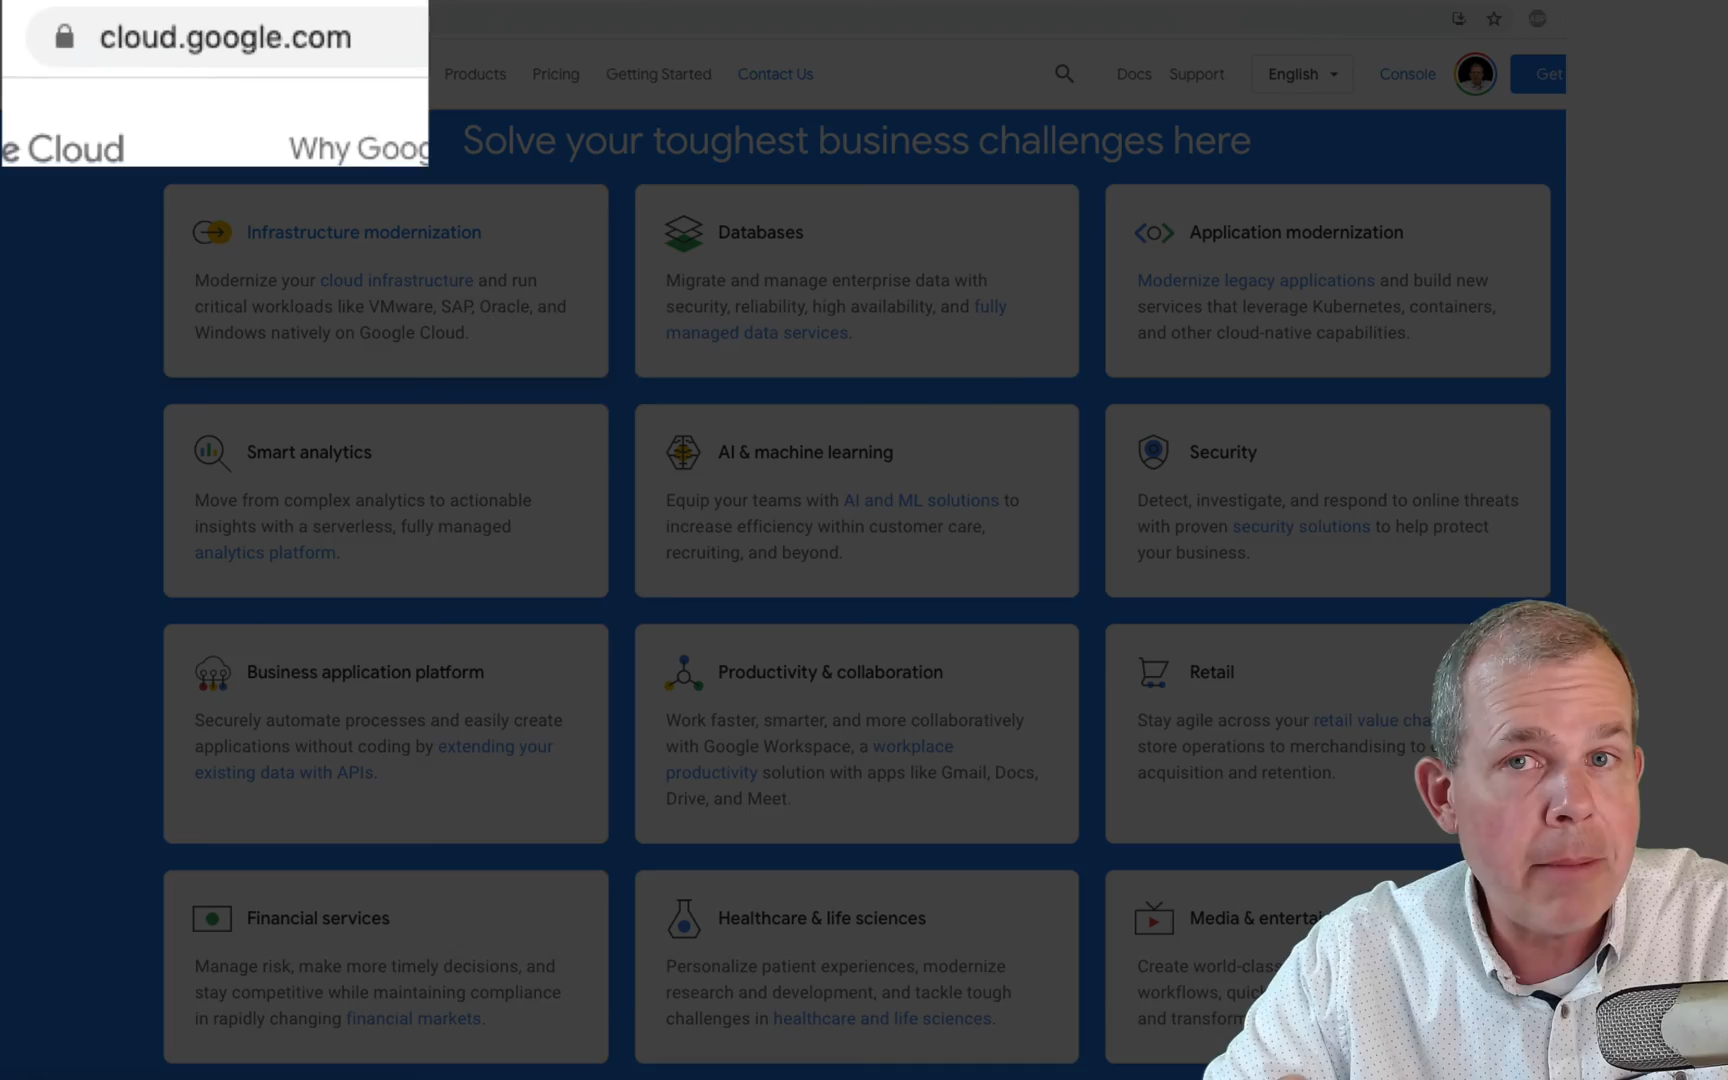 cloud.google.com
e Cloud
Why Goog
Products
Pricing
Getting Started
Contact Us
Docs
Support
English
Console
Get
Solve your toughest business challenges here
Infrastructure modernization
Modernize your cloud infrastructure and run
critical workloads like VMware, SAP, Oracle, and
Windows natively on Google Cloud.
Databases
Migrate and manage enterprise data with
security, reliability, high availability, and fully
managed data services.
Application modernization
Modernize legacy applications and build new
services that leverage Kubernetes, containers,
and other cloud-native capabilities.
Smart analytics
Move from complex analytics to actionable
insights with a serverless, fully managed
analytics platform.
AI & machine learning
Equip your teams with AI and ML solutions to
increase efficiency within customer care,
recruiting, and beyond.
Security
Detect, investigate, and respond to online threats
with proven security solutions to help protect
your business.
Business application platform
Securely automate processes and easily create
applications without coding by extending your
existing data with APIs.
Productivity & collaboration
Work faster, smarter, and more collaboratively
with Google Workspace, a workplace
productivity solution with apps like Gmail, Docs,
Drive, and Meet.
Retail
Stay agile across your retail value cha
store operations to merchandising to
acquisition and retention.
Financial services
Manage risk, make more timely decisions, and
stay competitive while maintaining compliance
in rapidly changing financial markets.
Healthcare & life sciences
Personalize patient experiences, modernize
research and development, and tackle tough
challenges in healthcare and life sciences.
Media & enterta
Create world-clas
workflows, quic
and transform